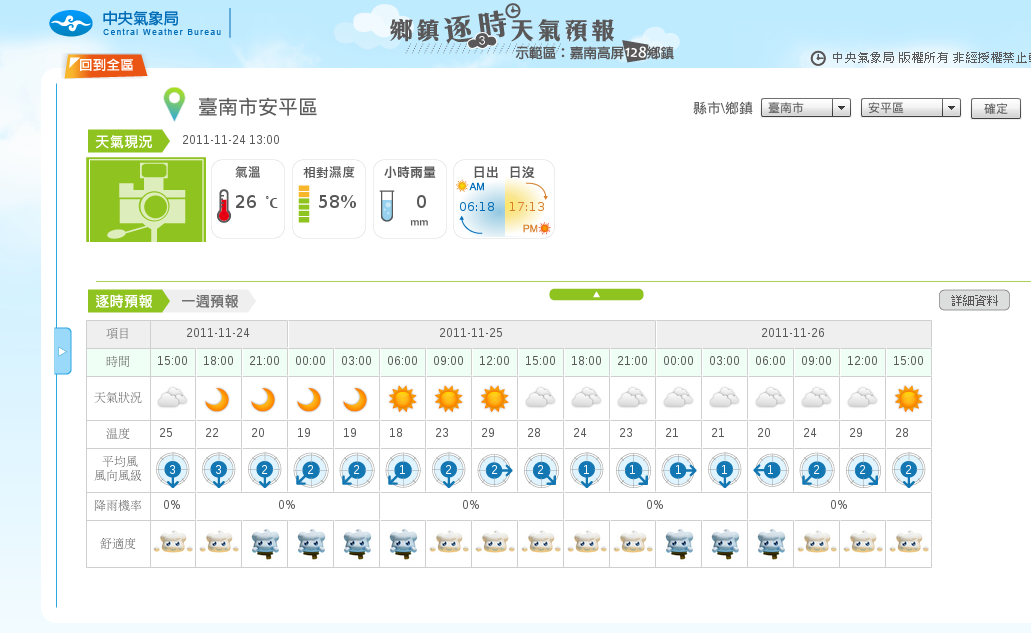 中央氣象局
Central Weather Bureau
鄉鎮逐3時天氣預報
示範區：嘉南高屏128鄉鎮
中央氣象局 版權所有 非經授權禁止
回到全區
臺南市安平區
縣市\鄉鎮 臺南市 安平區 確定
天氣現況 2011-11-24 13:00
氣溫 相對濕度 小時雨量 日出 日沒
26 ℃ 58% 0 mm AM 06:18 17:13 PM
逐時預報 一週預報 詳細資料
項目 2011-11-24 2011-11-25 2011-11-26
時間 15:00 18:00 21:00 00:00 03:00 06:00 09:00 12:00 15:00 18:00 21:00 00:00 03:00 06:00 09:00 12:00 15:00
天氣狀況
溫度 25 22 20 19 19 18 23 29 28 24 23 21 21 20 24 29 28
平均風
風向風級 3 3 2 2 2 1 2 2 2 1 1 1 1 1 2 2 2
降雨機率 0% 0% 0% 0% 0%
舒適度